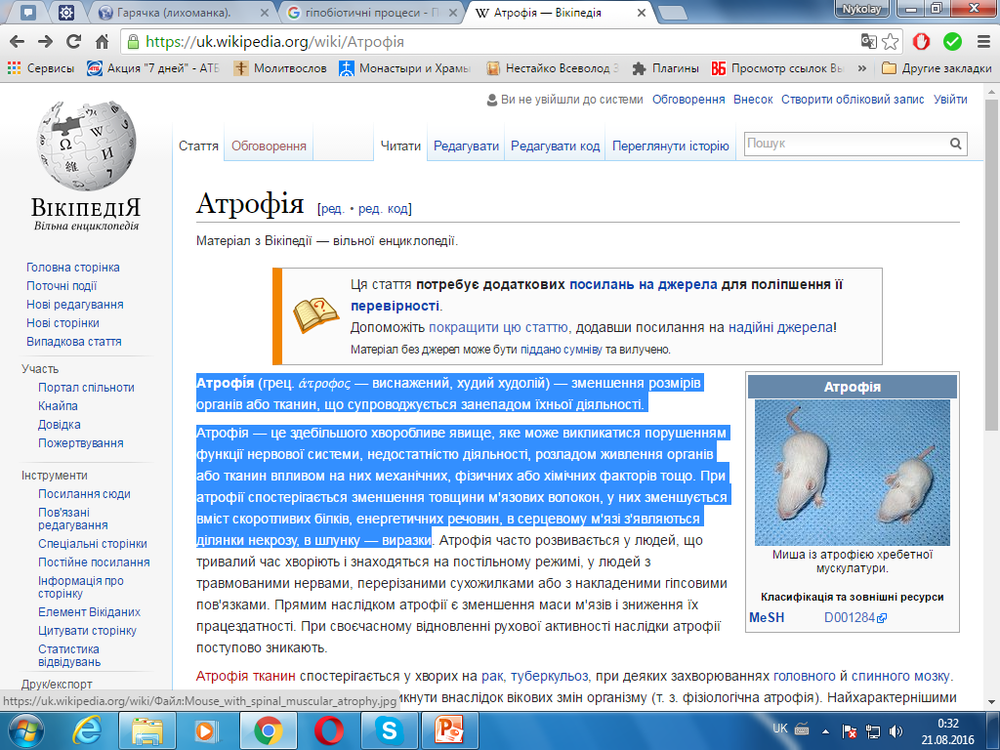 Гарячка (лихоманка).
гіпобіотичні процеси - П
Атрофія — Вікіпедія
Nykolay
https://uk.wikipedia.org/wiki/Атрофія
Сервисы
Акция "7 дней" - АТБ
Молитвослов
Монастыри и Храмы
Нестайко Всеволод З
Плагины
Просмотр ссылок Вы
»
Другие закладки
Ви не увійшли до системи Обговорення Внесок Створити обліковий запис Увійти
Стаття Обговорення Читати Редагувати Редагувати код Переглянути історію
Пошук
ВікіпедіЯ
Вільна енциклопедія
Головна сторінка
Поточні події
Нові редагування
Нові сторінки
Випадкова стаття
Участь
Портал спільноти
Кнайпа
Довідка
Пожертвування
Інструменти
Посилання сюди
Пов'язані
редагування
Спеціальні сторінки
Постійне посилання
Інформація про
сторінку
Елемент Вікіданих
Цитувати сторінку
Статистика
відвідувань
Друк/експорт
Атрофія [ред. • ред. код]
Матеріал з Вікіпедії — вільної енциклопедії.
Ця стаття потребує додаткових посилань на джерела для поліпшення її
перевірності.
Допоможіть покращити цю статтю, додавши посилання на надійні джерела!
Матеріал без джерел може бути піддано сумніву та вилучено.
Атрофі́я (грец. άτροφος — виснажений, худий худолій) — зменшення розмірів
органів або тканин, що супроводжується занепадом їхньої діяльності.
Атрофія — це здебільшого хворобливе явище, яке може викликатися порушенням
функції нервової системи, недостатністю діяльності, розладом живлення органів
або тканин впливом на них механічних, фізичних або хімічних факторів тощо. При
атрофії спостерігається зменшення товщини м'язових волокон, у них зменшується
вміст скоротливих білків, енергетичних речовин, в серцевому м'язі з'являються
ділянки некрозу, в шлунку — виразки. Атрофія часто розвивається у людей, що
тривалий час хворіють і знаходяться на постільному режимі, у людей з
травмованими нервами, перерізаними сухожилками або з накладеними гіпсовими
пов'язками. Прямим наслідком атрофії є зменшення маси м'язів і зниження їх
працездатності. При своєчасному відновленні рухової активності наслідки атрофії
поступово зникають.
Атрофія тканин спостерігається у хворих на рак, туберкульоз, при деяких захворюваннях головного й спинного мозку.
икнути внаслідок вікових змін організму (т. з. фізіологічна атрофія). Найхарактернішими
Атрофія
Миша із атрофією хребетної
мускулатури.
Класифікація та зовнішні ресурси
MeSH D001284
https://uk.wikipedia.org/wiki/Файл:Mouse_with_spinal_muscular_atrophy.jpg
UK
0:32
21.08.2016